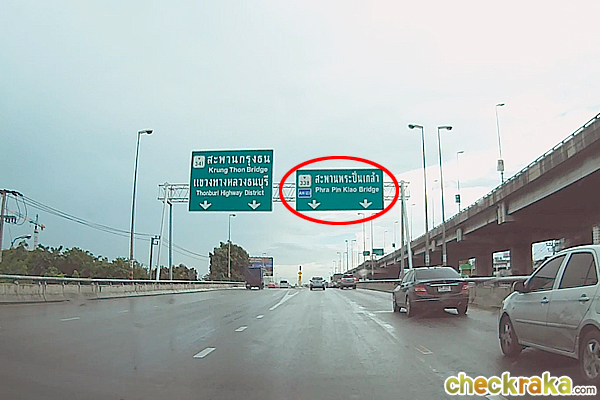 341
สะพานกรุงธน
Krung Thon Bridge
แขวงทางหลวงธนบุรี
Thonburi Highway District
338
สะพานพระปิ่นเกล้า
Phra Pin Klao Bridge
checkraka.com